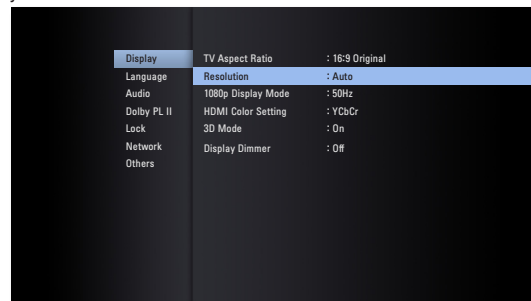 Display
Language
Audio
Dolby PL II
Lock
Network
Others
TV Aspect Ratio : 16:9 Original
Resolution : Auto
1080p Display Mode : 50Hz
HDMI Color Setting : YCbCr
3D Mode : On
Display Dimmer : Off